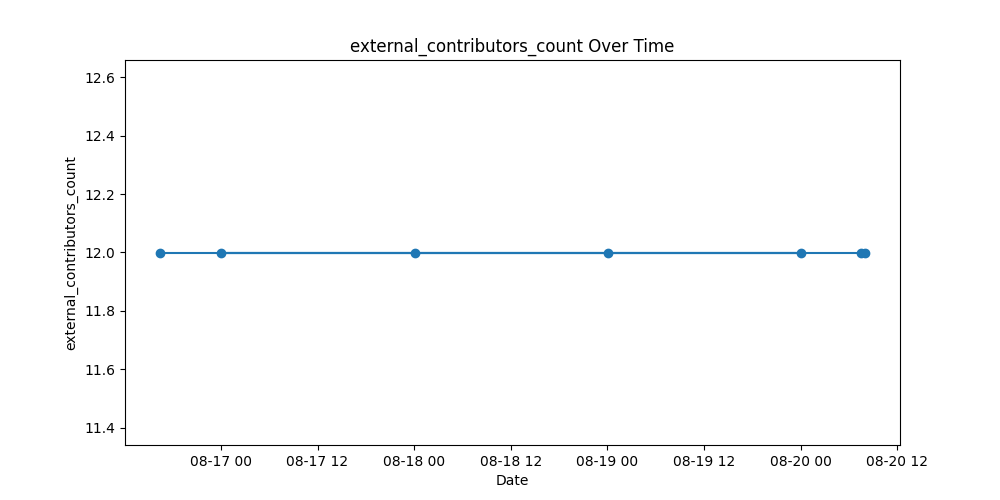 external_contributors_count Over Time
12.6
12.4
12.2
12.0
11.8
11.6
11.4
external_contributors_count
08-17 00 08-17 12 08-18 00 08-18 12 08-19 00 08-19 12 08-20 00 08-20 12
Date